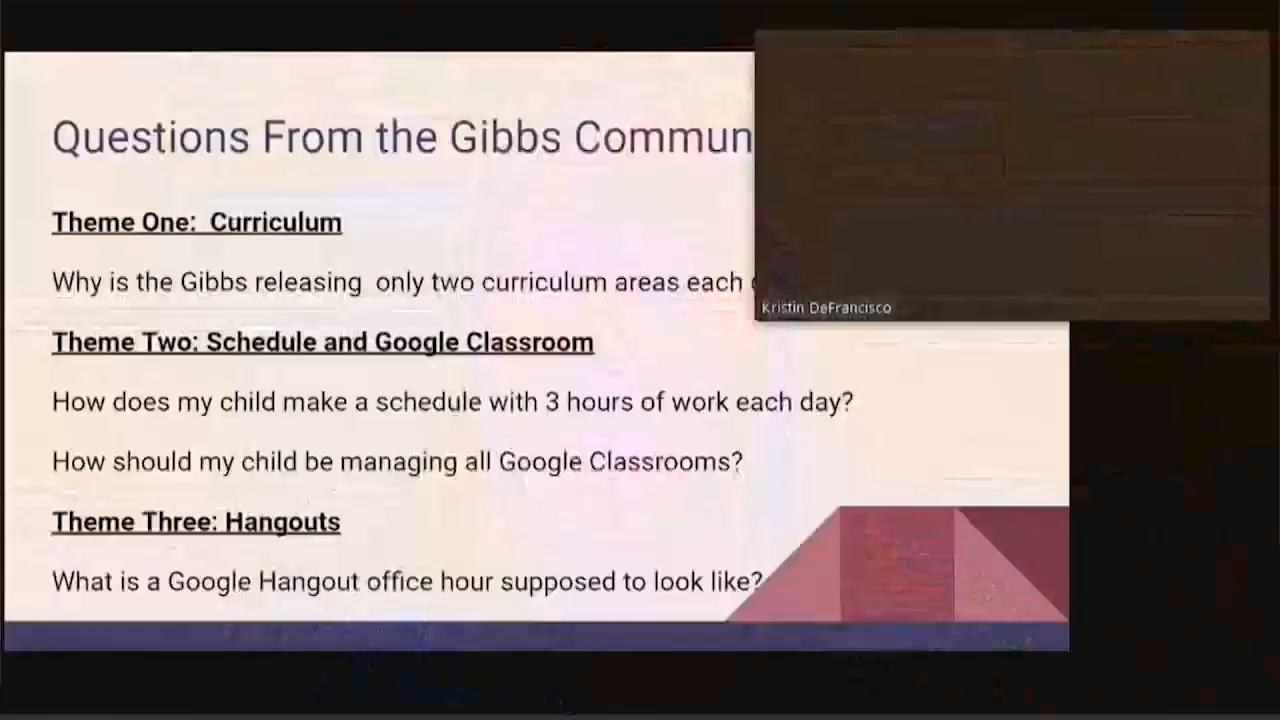 Questions From the Gibbs Commun
Theme One: Curriculum
Why is the Gibbs releasing only two curriculum areas each
Kristin DeFrancisco
Theme Two: Schedule and Google Classroom
How does my child make a schedule with 3 hours of work each day?
How should my child be managing all Google Classrooms?
Theme Three: Hangouts
What is a Google Hangout office hour supposed to look like?